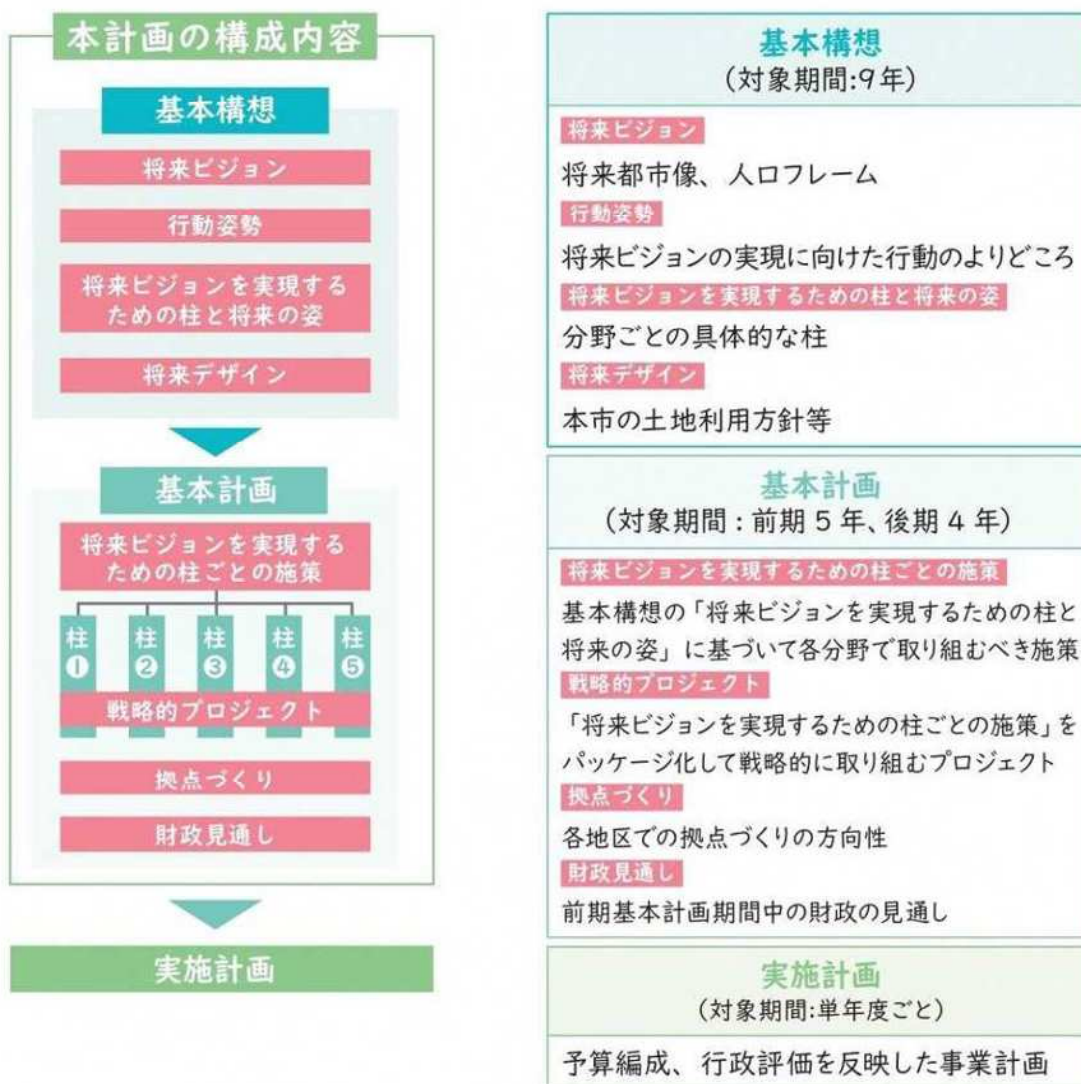 本計画の構成内容
基本構想
将来ビジョン
行動姿勢
将来ビジョンを実現する
ための柱と将来の姿
将来デザイン
基本計画
将来ビジョンを実現する
ための柱ごとの施策
柱❶
柱❷
柱❸
柱❹
柱❺
戦略的プロジェクト
拠点づくり
財政見通し
実施計画
基本構想
(対象期間:9年)
将来ビジョン
将来都市像、人口フレーム
行動姿勢
将来ビジョンの実現に向けた行動のよりどころ
将来ビジョンを実現するための柱と将来の姿
分野ごとの具体的な柱
将来デザイン
本市の土地利用方針等
基本計画
(対象期間:前期5年、後期4年)
将来ビジョンを実現するための柱ごとの施策
基本構想の「将来ビジョンを実現するための柱と
将来の姿」に基づいて各分野で取り組むべき施策
戦略的プロジェクト
「将来ビジョンを実現するための柱ごとの施策」を
パッケージ化して戦略的に取り組むプロジェクト
拠点づくり
各地区での拠点づくりの方向性
財政見通し
前期基本計画期間中の財政の見通し
実施計画
(対象期間:単年度ごと)
予算編成、行政評価を反映した事業計画